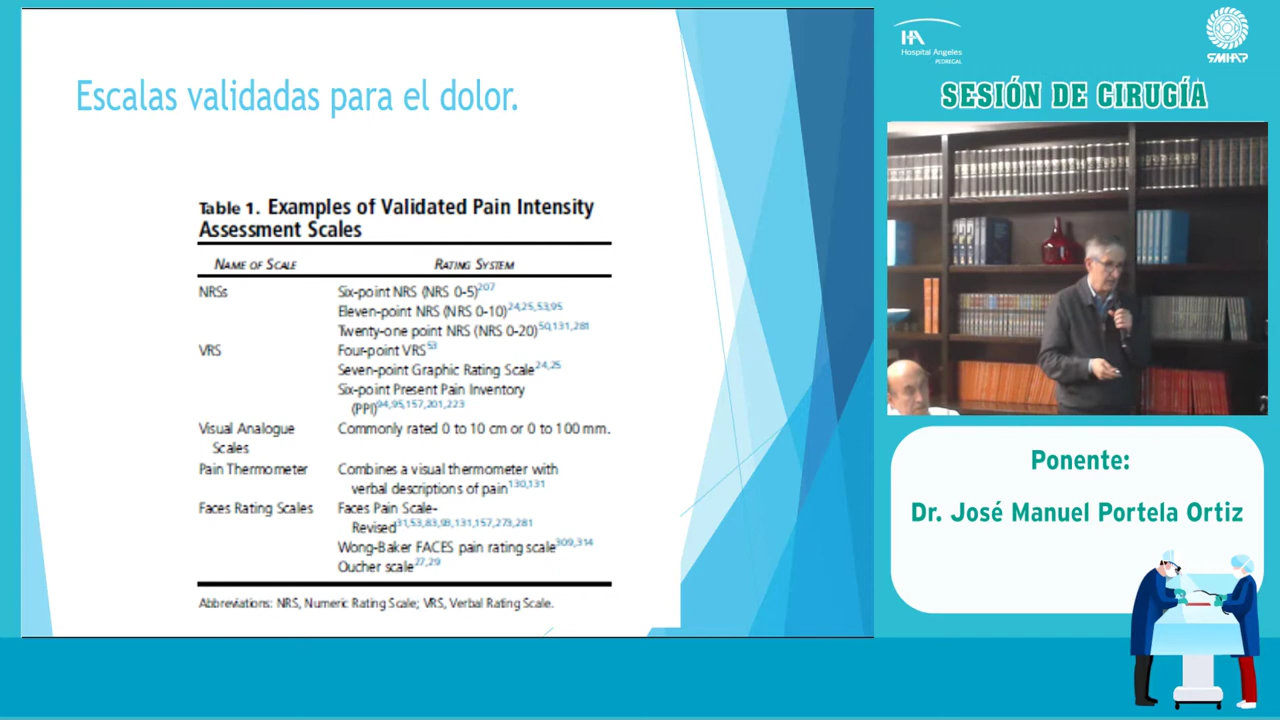 Escalas validadas para el dolor.
Table 1. Examples of Validated Pain Intensity
Assessment Scales
NAME OF SCALE RATING SYSTEM
NRSs Six-point NRS (NRS 0-5)207
Eleven-point NRS (NRS 0-10)24,25,53,95
Twenty-one point NRS (NRS 0-20)50,131,281
VRS Four-point VRS53
Seven-point Graphic Rating Scale24,25
Six-point Present Pain Inventory
(PPI)94,95,157,201,223
Visual Analogue Commonly rated 0 to 10 cm or 0 to 100 mm.
Scales
Pain Thermometer Combines a visual thermometer with
verbal descriptions of pain130,131
Faces Rating Scales Faces Pain Scale-
Revised31,53,83,93,131,157,273,281
Wong-Baker FACES pain rating scale309,314
Oucher scale27,29
Abbreviations: NRS, Numeric Rating Scale; VRS, Verbal Rating Scale.
HA
Hospital Angeles
PEDREGAL
SMHAP
SESIÓN DE CIRUGÍA
Ponente:
Dr. José Manuel Portela Ortiz